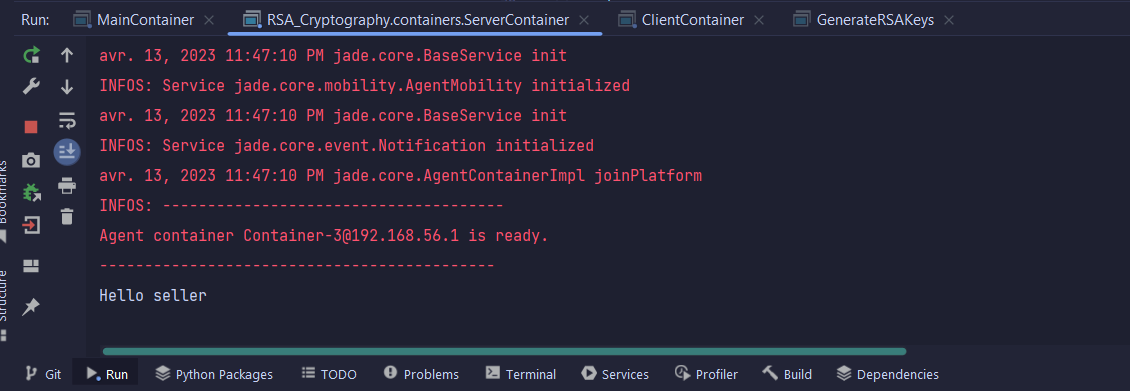 Run: MainContainer RSA_Cryptography.containers.ServerContainer ClientContainer GenerateRSAKeys
avr. 13, 2023 11:47:10 PM jade.core.BaseService init
INFOS: Service jade.core.mobility.AgentMobility initialized
avr. 13, 2023 11:47:10 PM jade.core.BaseService init
INFOS: Service jade.core.event.Notification initialized
avr. 13, 2023 11:47:10 PM jade.core.AgentContainerImpl joinPlatform
INFOS: --------------------------------------
Agent container Container-3@192.168.56.1 is ready.
--------------------------------------------
Hello seller
Bookmarks
Structure
Git Run Python Packages TODO Problems Terminal Services Profiler Build Dependencies